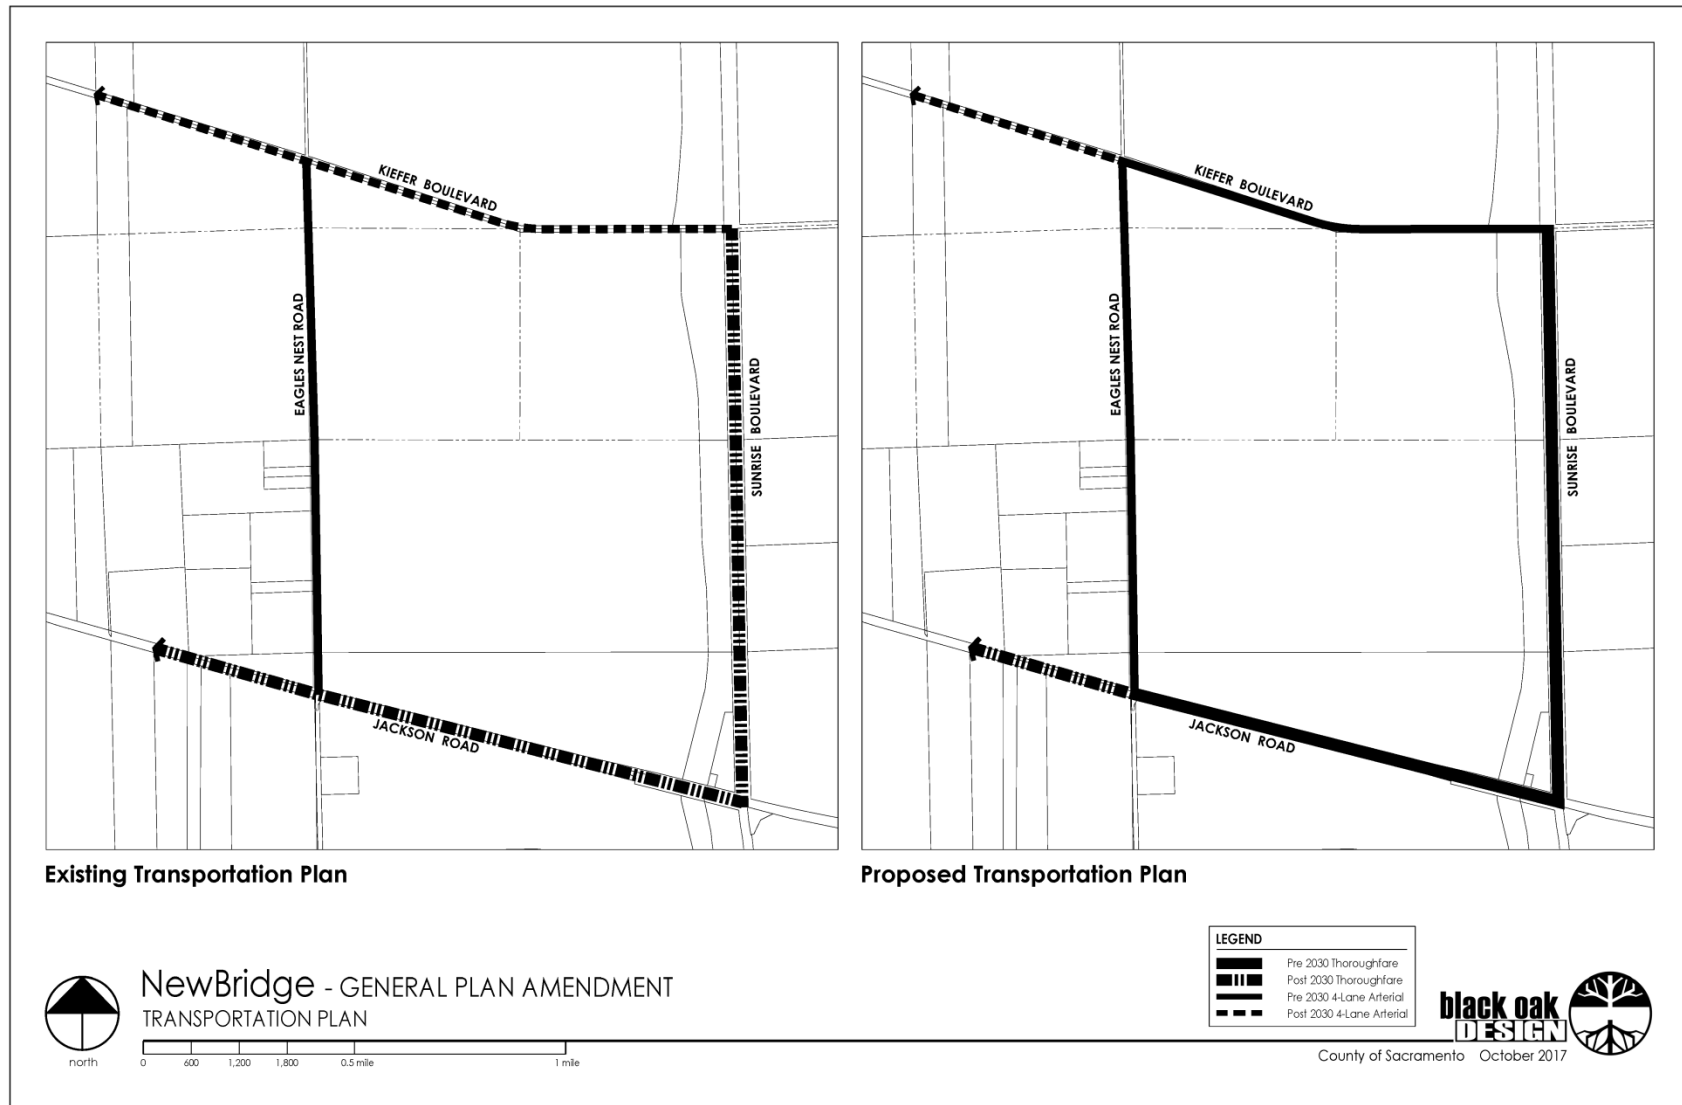 KIEFER BOULEVARD
EAGLES NEST ROAD
SUNRISE BOULEVARD
JACKSON ROAD
Existing Transportation Plan
KIEFER BOULEVARD
EAGLES NEST ROAD
SUNRISE BOULEVARD
JACKSON ROAD
Proposed Transportation Plan
LEGEND
Pre 2030 Thoroughfare
Post 2030 Thoroughfare
Pre 2030 4-Lane Arterial
Post 2030 4-Lane Arterial
north
NewBridge - GENERAL PLAN AMENDMENT
TRANSPORTATION PLAN
0 600 1,200 1,800 0.5 mile 1 mile
black oak
DESIGN
County of Sacramento October 2017